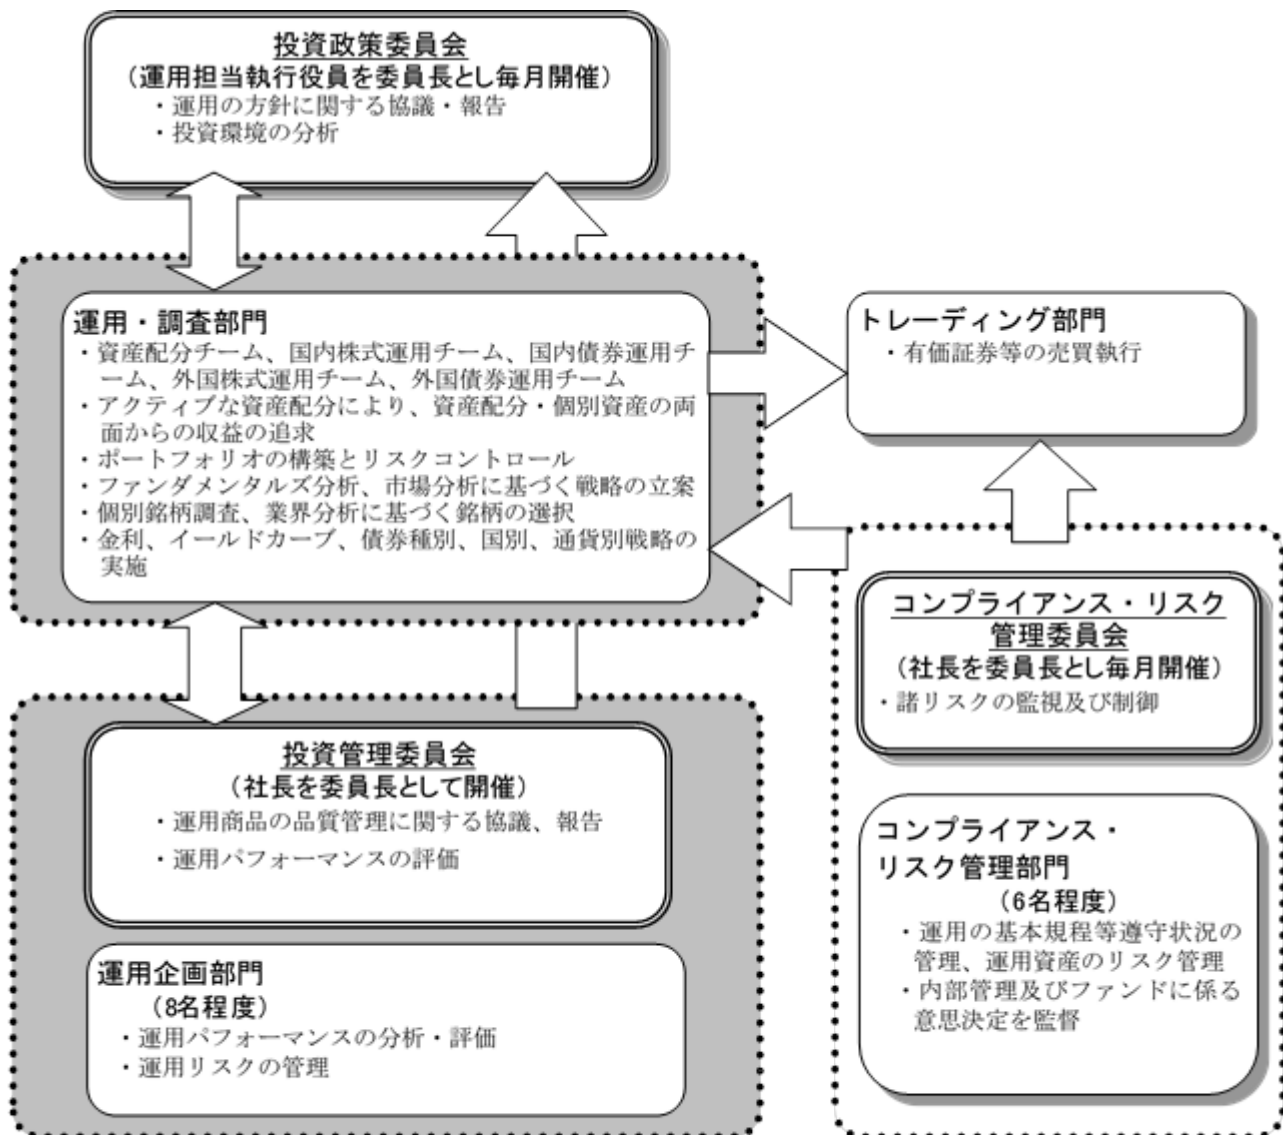 投資政策委員会
（運用担当執行役員を委員長とし毎月開催）
・運用の方針に関する協議・報告
・投資環境の分析
運用・調査部門
・資産配分チーム、国内株式運用チーム、国内債券運用チ
ーム、外国株式運用チーム、外国債券運用チーム
・アクティブな資産配分により、資産配分・個別資産の両
面からの収益の追求
・ポートフォリオの構築とリスクコントロール
・ファンダメンタルズ分析、市場分析に基づく戦略の立案
・個別銘柄調査、業界分析に基づく銘柄の選択
・金利、イールドカーブ、債券種別、国別、通貨別戦略の
実施
トレーディング部門
・有価証券等の売買執行
コンプライアンス・リスク
管理委員会
（社長を委員長とし毎月開催）
・諸リスクの監視及び制御
投資管理委員会
（社長を委員長として開催）
・運用商品の品質管理に関する協議、報告
・運用パフォーマンスの評価
コンプライアンス・
リスク管理部門
（6名程度）
・運用の基本規程等遵守状況の
管理、運用資産のリスク管理
・内部管理及びファンドに係る
意思決定を監督
運用企画部門
（8名程度）
・運用パフォーマンスの分析・評価
・運用リスクの管理